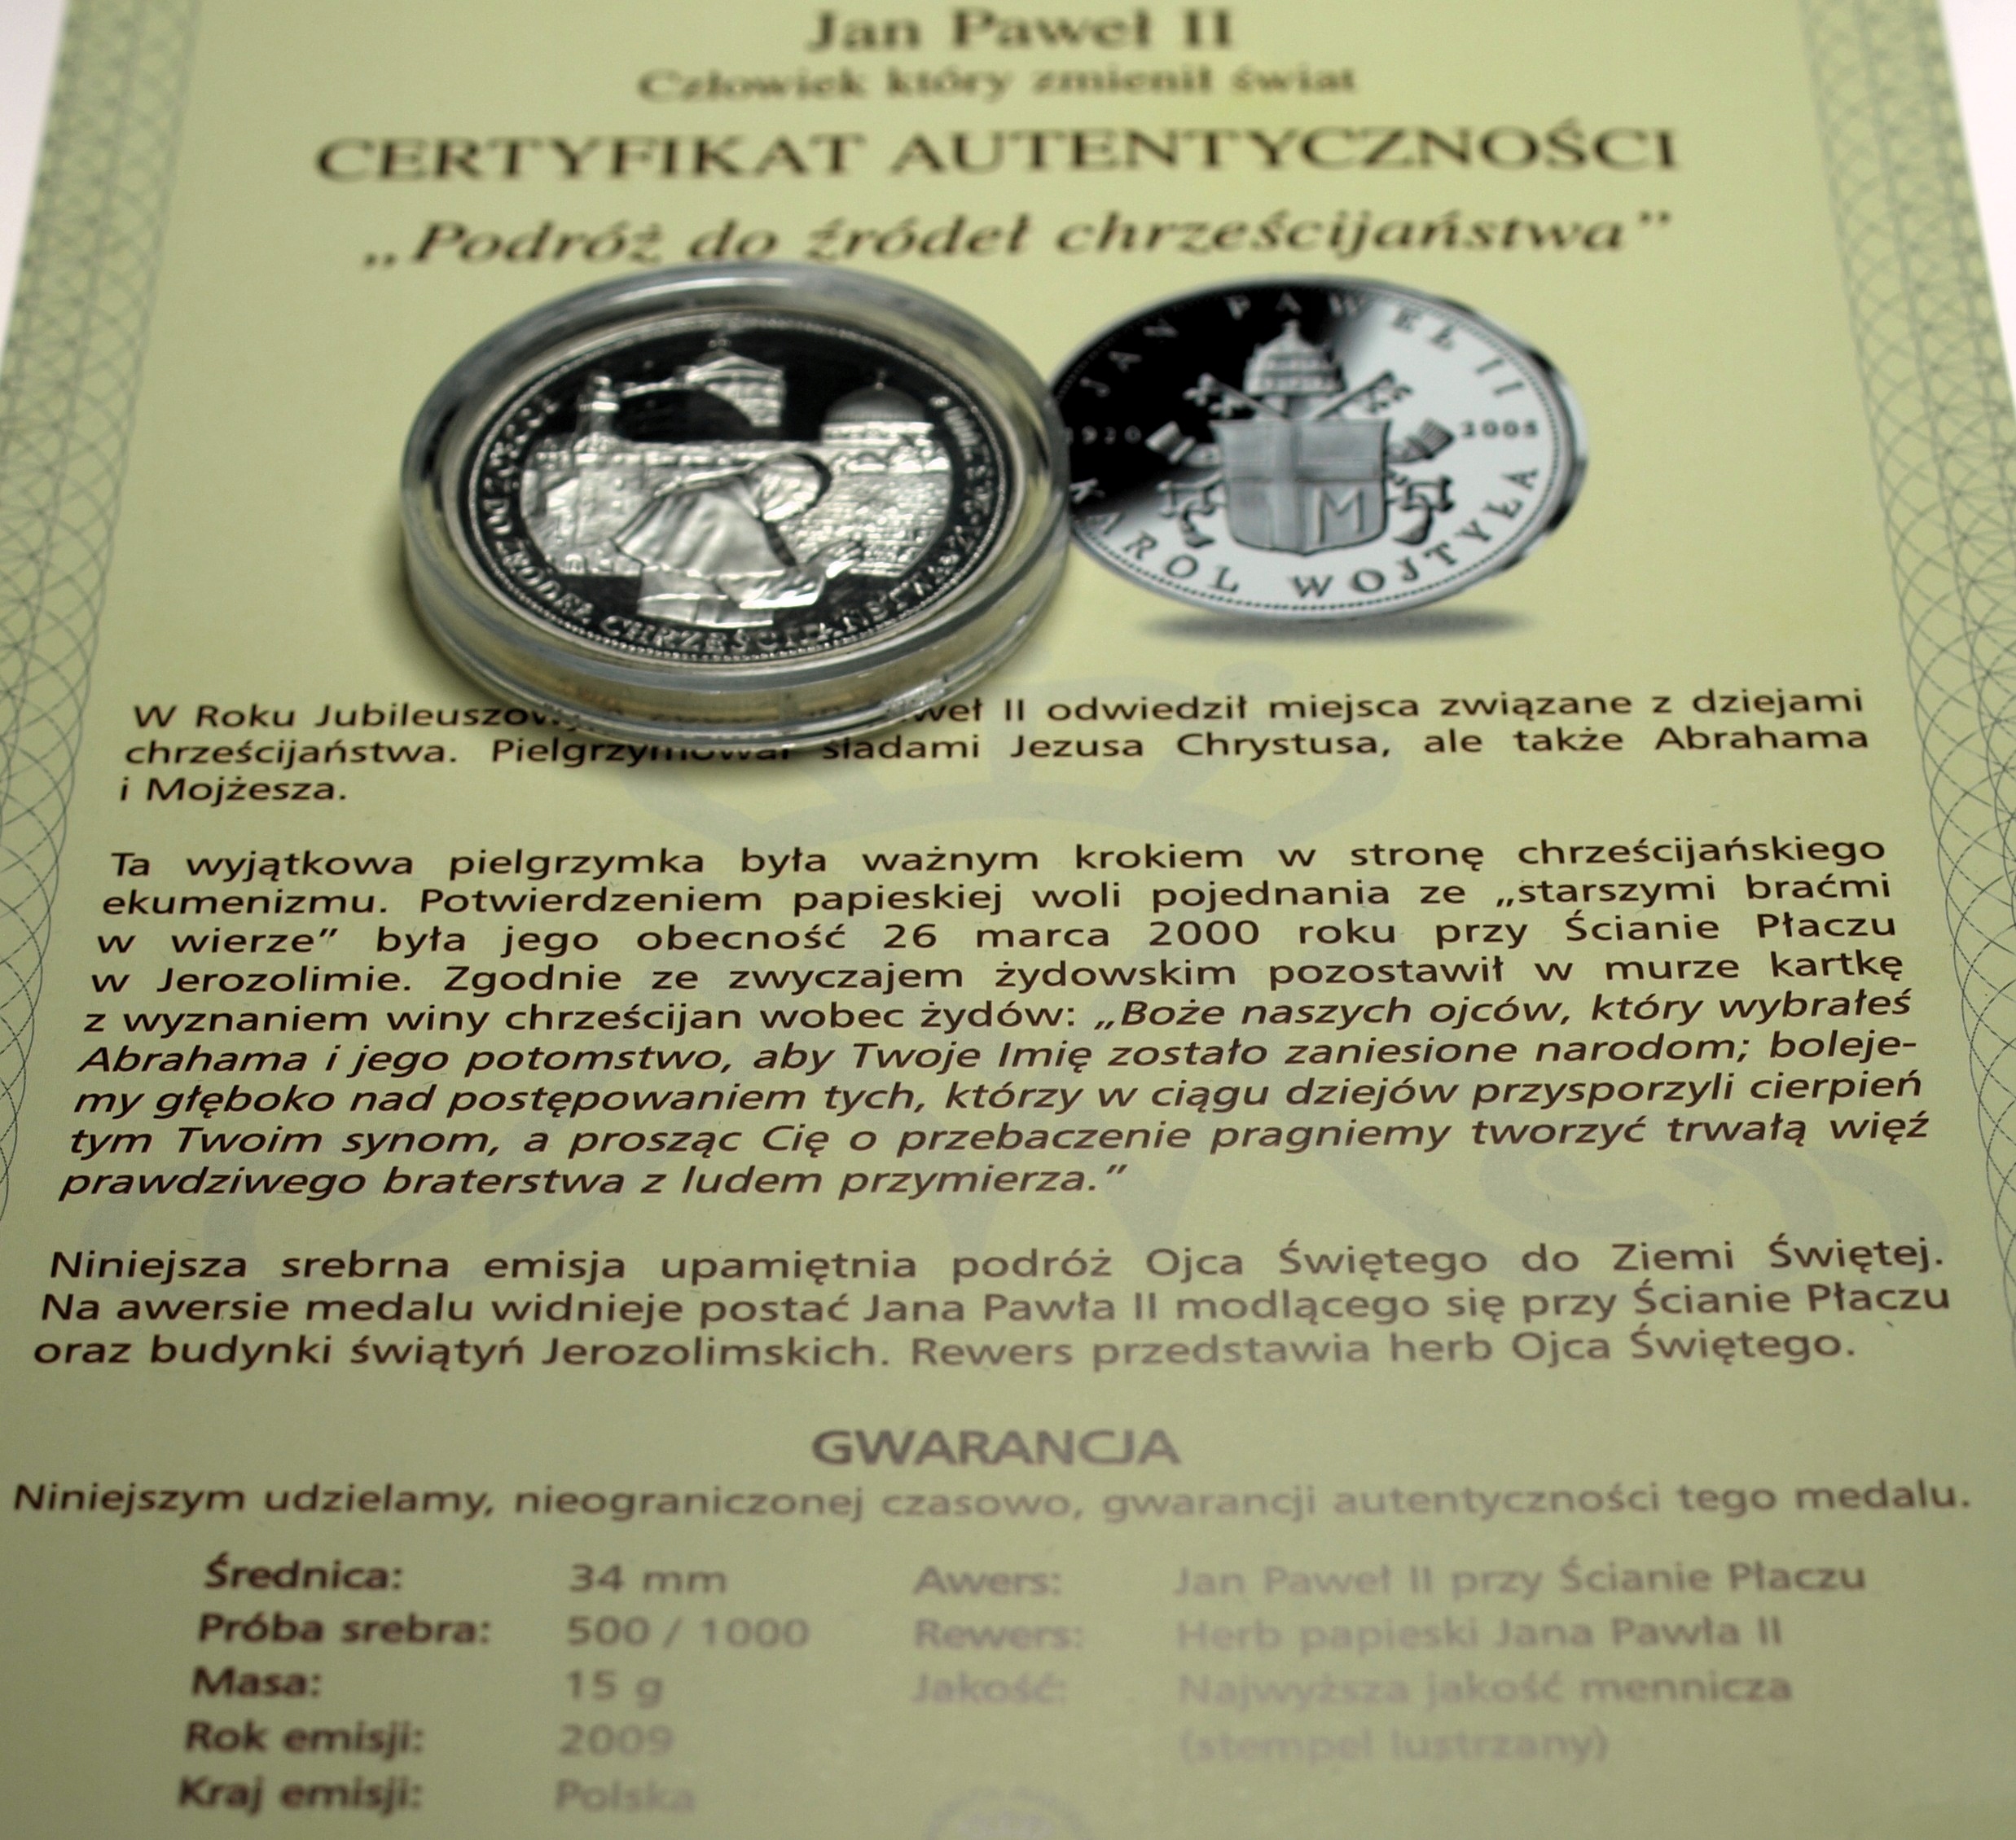 Jan Paweł II
Człowiek który zmienił świat
CERTYFIKAT AUTENTYCZNOŚCI
„Podróż do źródeł chrześcijaństwa”
PODRÓŻ DO ŹRÓDEŁ CHRZEŚCIJAŃSTWA
JAN PAWEŁ II
1920 2005
M
KAROL WOJTYŁA
W Roku II odwiedził miejsca związane z dziejami
chrześcijaństwa. Pielgrzymował śladami Jezusa Chrystusa, ale także Abrahama
i Mojżesza.
Ta wyjątkowa pielgrzymka była ważnym krokiem w stronę chrześcijańskiego
ekumenizmu. Potwierdzeniem papieskiej woli pojednania ze „starszymi braćmi
w wierze” była jego obecność 26 marca 2000 roku przy Ścianie Płaczu
w Jerozolimie. Zgodnie ze zwyczajem żydowskim pozostawił w murze kartkę
z wyznaniem winy chrześcijan wobec żydów: „Boże naszych ojców, który wybrałeś
Abrahama i jego potomstwo, aby Twoje Imię zostało zaniesione narodom; boleje-
my głęboko nad postępowaniem tych, którzy w ciągu dziejów przysporzyli cierpień
tym Twoim synom, a prosząc Cię o przebaczenie pragniemy tworzyć trwałą więź
prawdziwego braterstwa z ludem przymierza.”
Niniejsza srebrna emisja upamiętnia podróż Ojca Świętego do Ziemi Świętej.
Na awersie medalu widnieje postać Jana Pawła II modlącego się przy Ścianie Płaczu
oraz budynki świątyń Jerozolimskich. Rewers przedstawia herb Ojca Świętego.
GWARANCJA
Niniejszym udzielamy, nieograniczonej czasowo, gwarancji autentyczności tego medalu.
Średnica: 34 mm Awers: Jan Paweł II przy Ścianie Płaczu
Próba srebra: 500 / 1000 Rewers: Herb papieski Jana Pawła II
Masa: 15 g Jakość: Najwyższa jakość mennicza
Rok emisji: 2009 (stempel lustrzany)
Kraj emisji: Polska